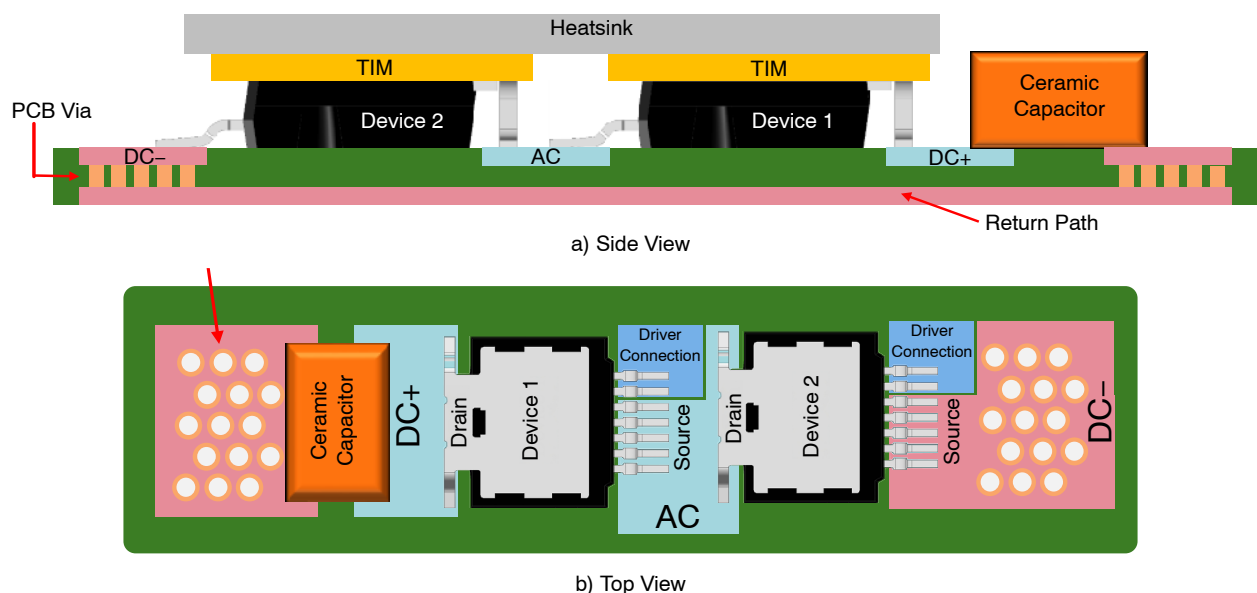 Heatsink
TIM
TIM
Ceramic
Capacitor
PCB Via
Device 2
Device 1
DC−
AC
DC+
Return Path
a) Side View
Driver
Connection
Driver
Connection
Ceramic
Capacitor
DC+
Drain
Device 1
Source
AC
Drain
Device 2
Source
DC−
b) Top View